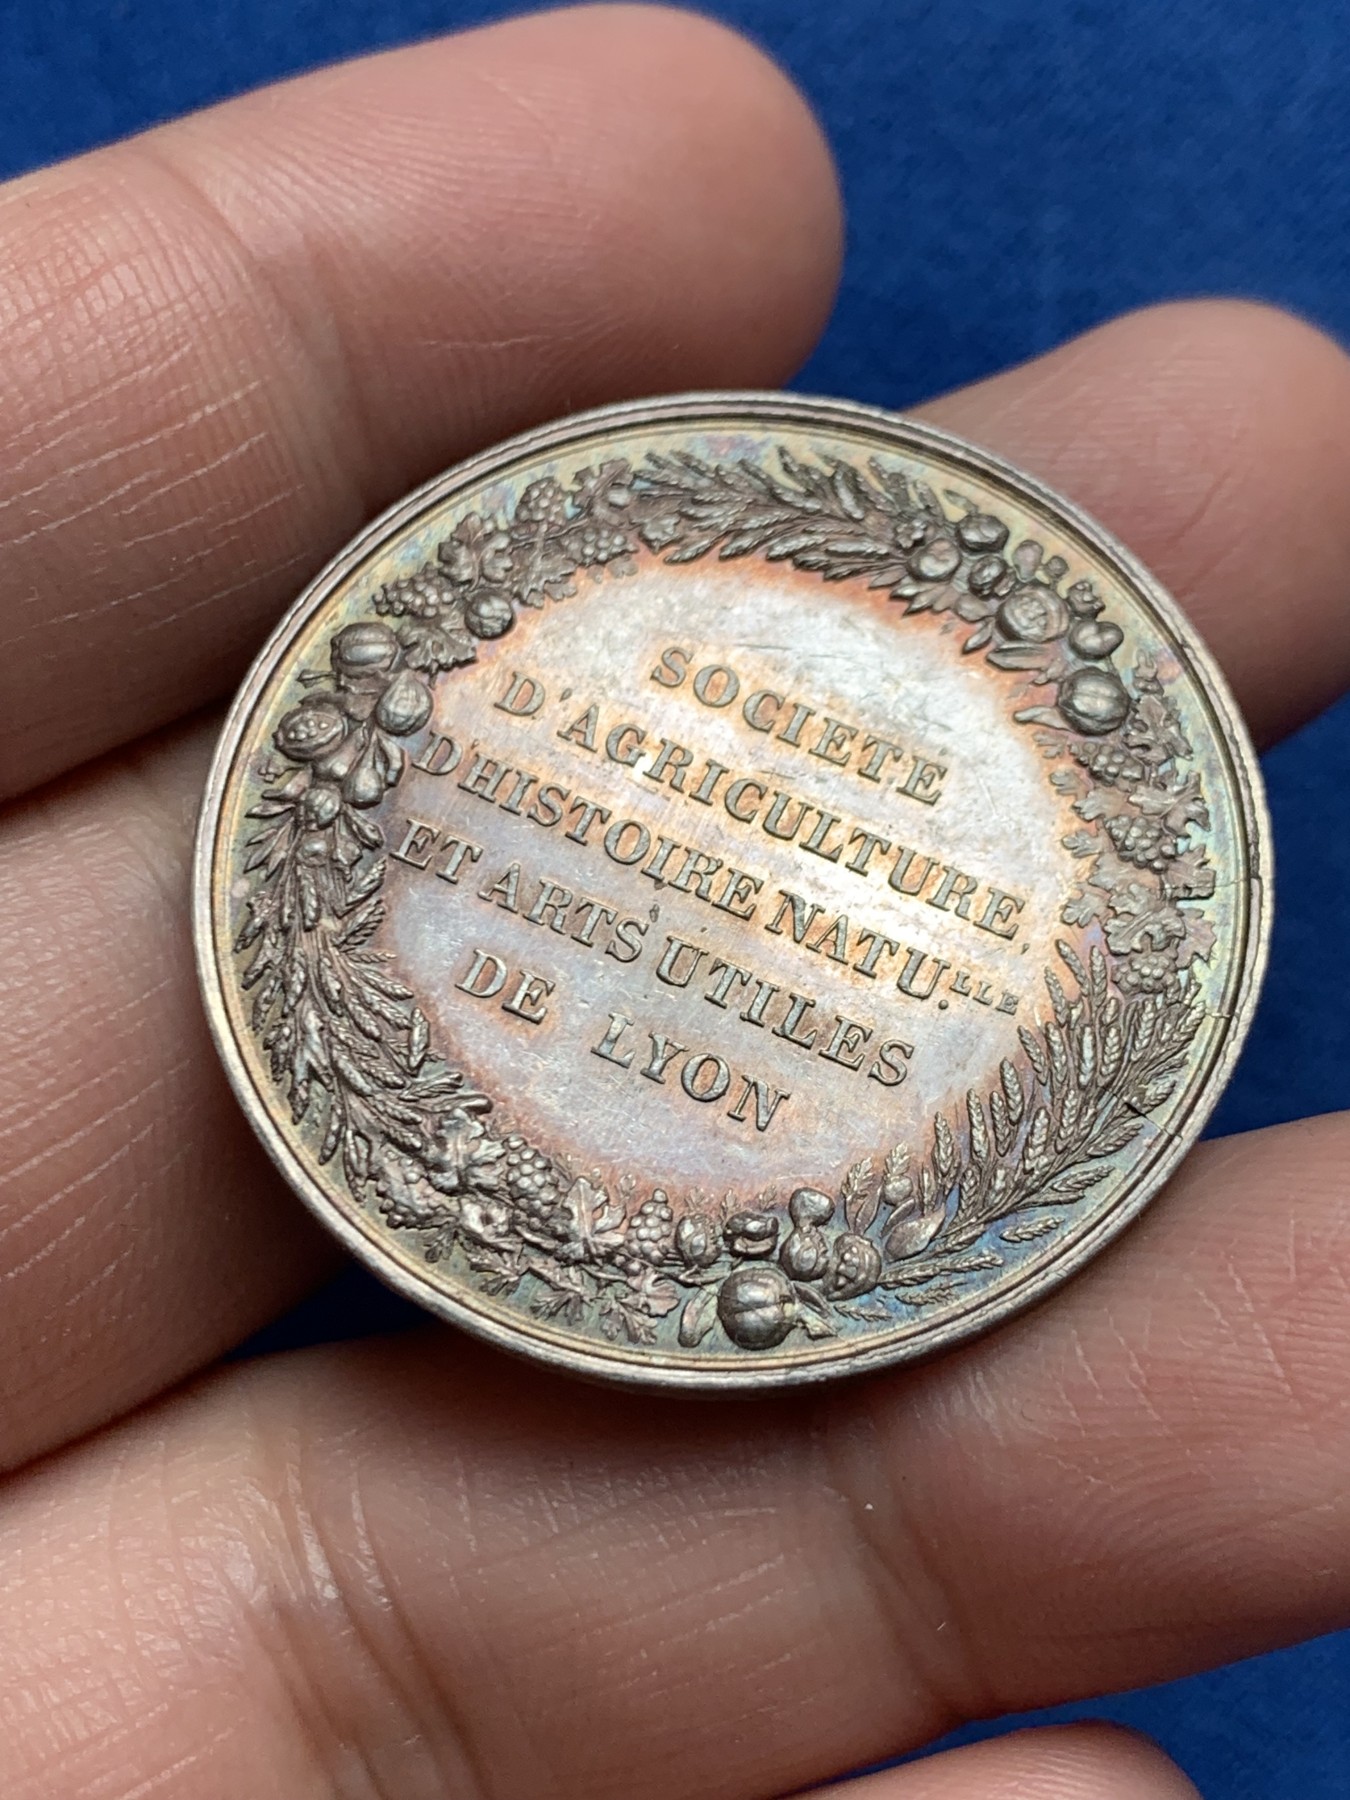 SOCIETE
D'AGRICULTURE,
D'HISTOIRE NATU.LLE
ET ARTS UTILES
DE LYON